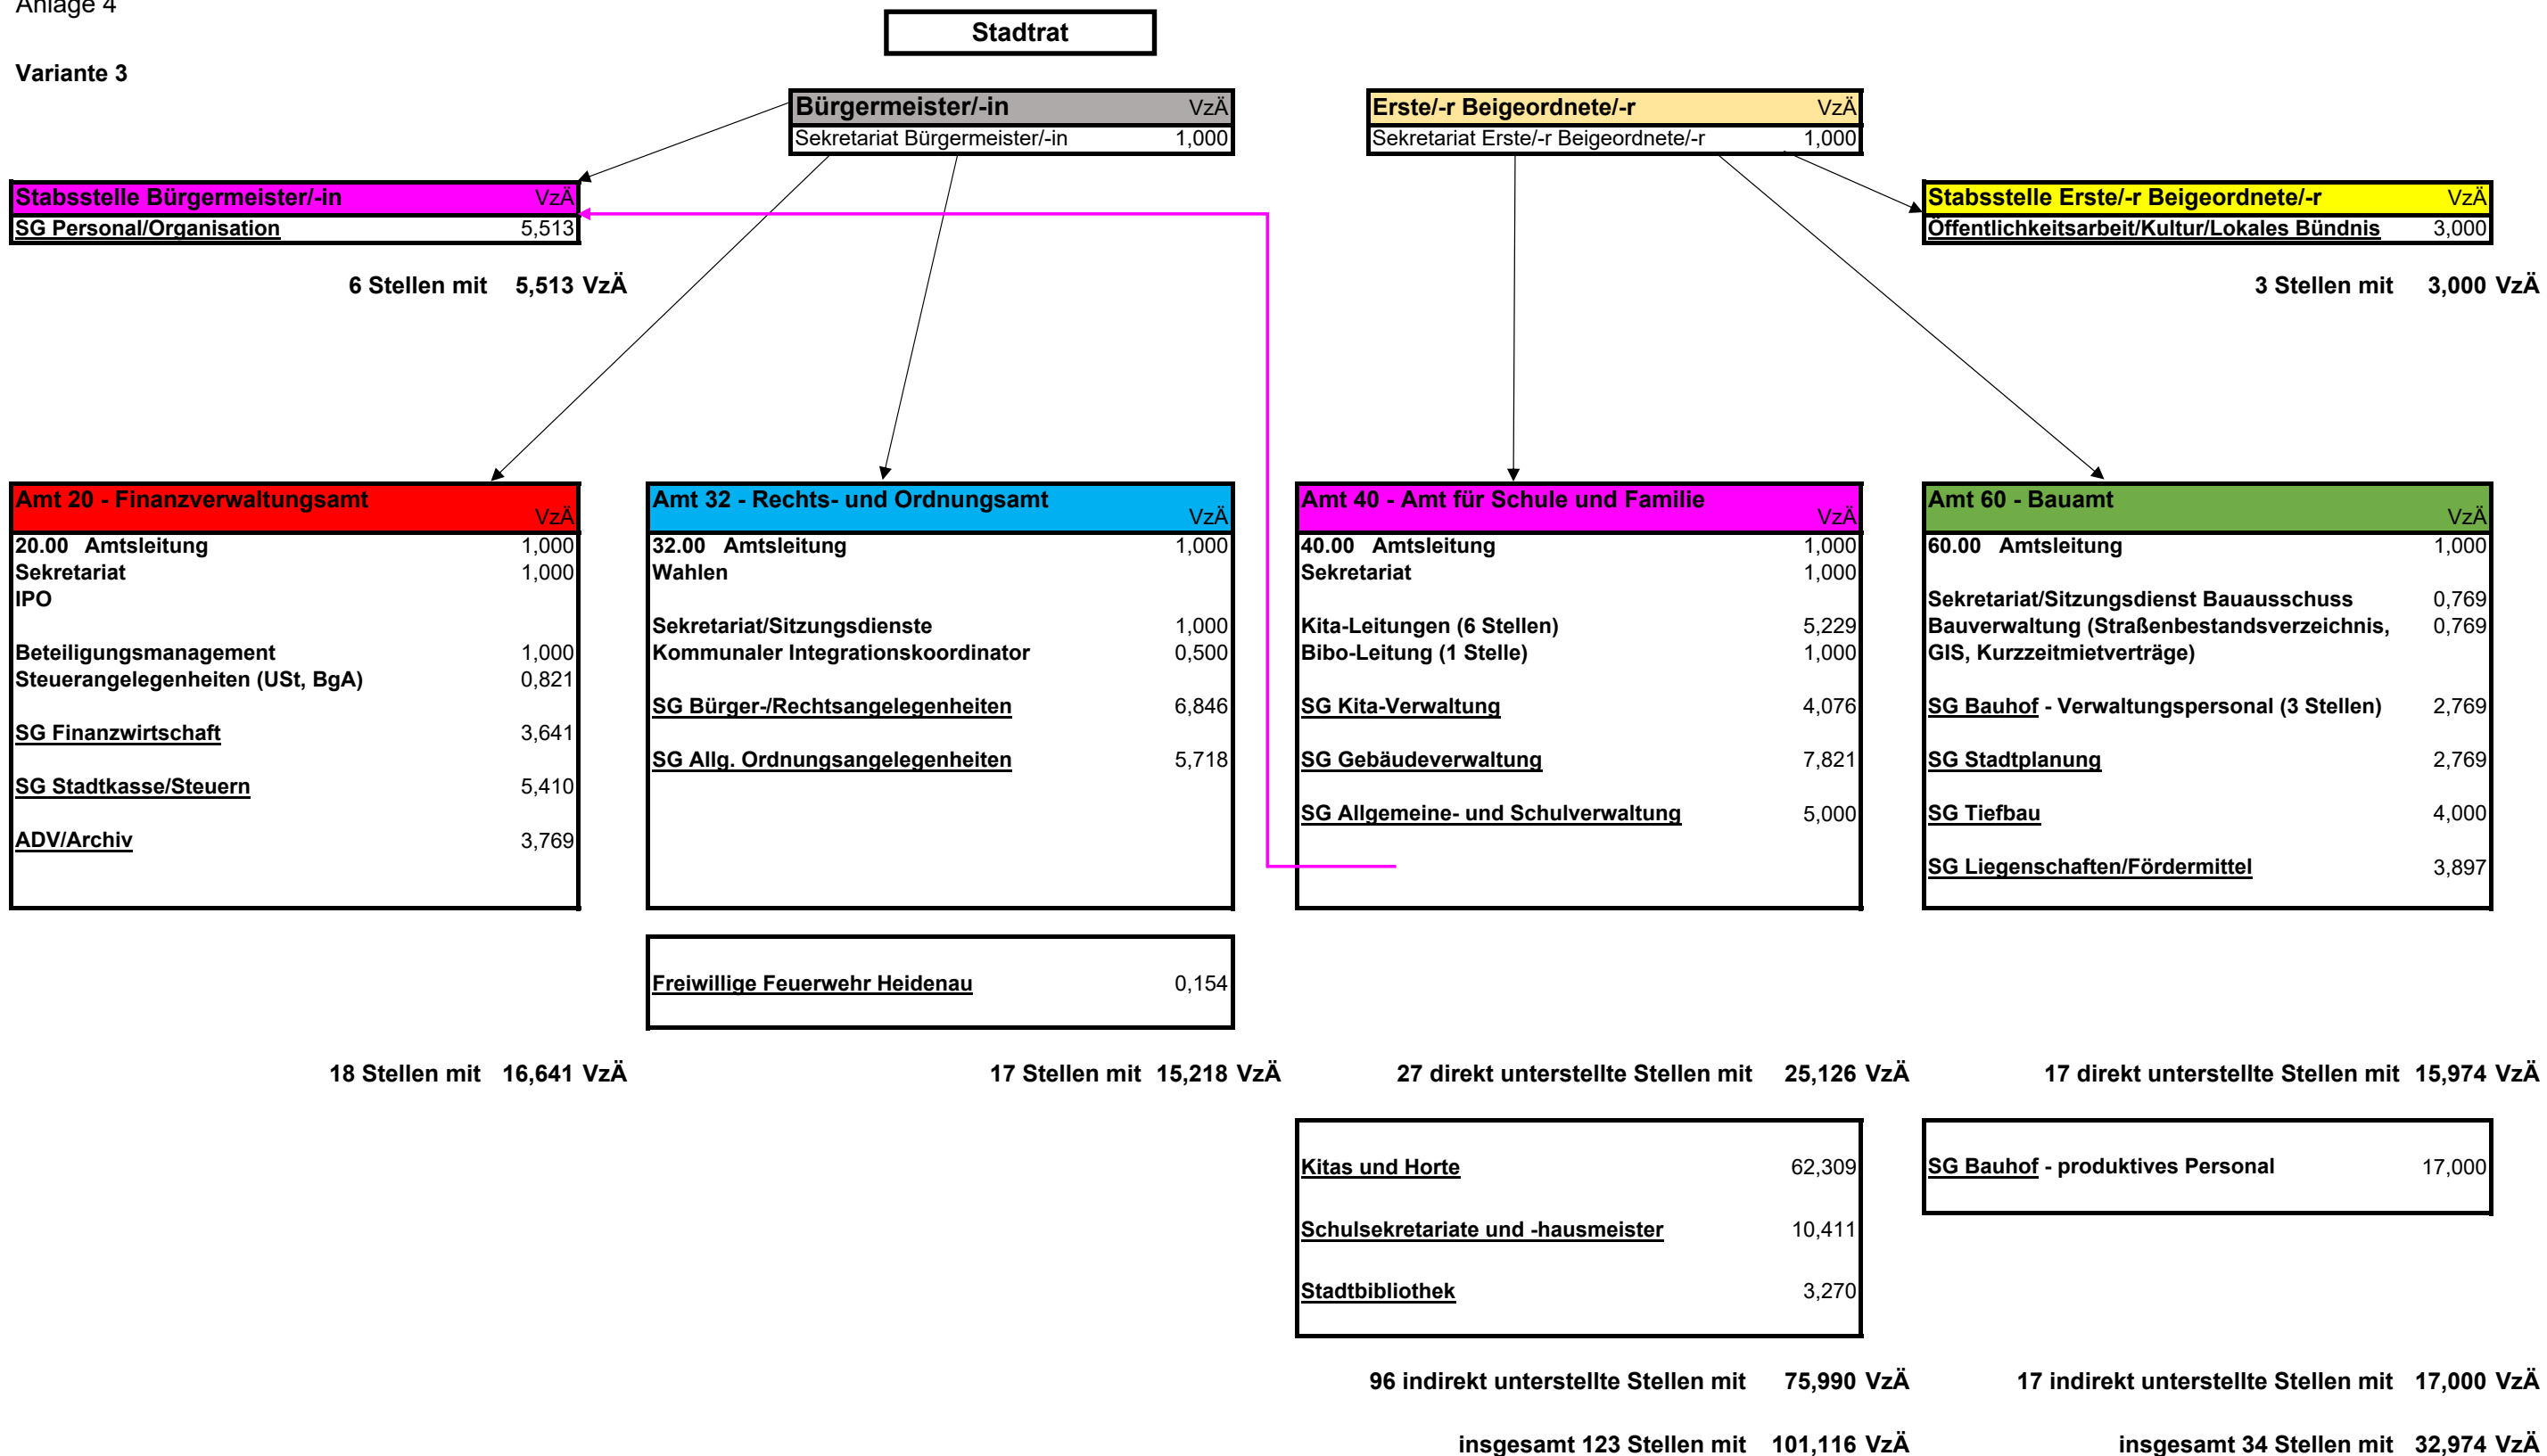 Anlage 4
Stadtrat
Variante 3
Bürgermeister/-in VzÄ
Sekretariat Bürgermeister/-in 1,000
Erste/-r Beigeordnete/-r VzÄ
Sekretariat Erste/-r Beigeordnete/-r 1,000
Stabsstelle Bürgermeister/-in VzÄ
SG Personal/Organisation 5,513
6 Stellen mit 5,513 VzÄ
Stabsstelle Erste/-r Beigeordnete/-r VzÄ
Öffentlichkeitsarbeit/Kultur/Lokales Bündnis 3,000
3 Stellen mit 3,000 VzÄ
Amt 20 - Finanzverwaltungsamt VzÄ
20.00 Amtsleitung 1,000
Sekretariat 1,000
IPO
Beteiligungsmanagement 1,000
Steuerangelegenheiten (USt, BgA) 0,821
SG Finanzwirtschaft 3,641
SG Stadtkasse/Steuern 5,410
ADV/Archiv 3,769
18 Stellen mit 16,641 VzÄ
Amt 32 - Rechts- und Ordnungsamt VzÄ
32.00 Amtsleitung 1,000
Wahlen
Sekretariat/Sitzungsdienste 1,000
Kommunaler Integrationskoordinator 0,500
SG Bürger-/Rechtsangelegenheiten 6,846
SG Allg. Ordnungsangelegenheiten 5,718
Freiwillige Feuerwehr Heidenau 0,154
17 Stellen mit 15,218 VzÄ
Amt 40 - Amt für Schule und Familie VzÄ
40.00 Amtsleitung 1,000
Sekretariat 1,000
Kita-Leitungen (6 Stellen) 5,229
Bibo-Leitung (1 Stelle) 1,000
SG Kita-Verwaltung 4,076
SG Gebäudeverwaltung 7,821
SG Allgemeine- und Schulverwaltung 5,000
27 direkt unterstellte Stellen mit 25,126 VzÄ
Kitas und Horte 62,309
Schulsekretariate und -hausmeister 10,411
Stadtbibliothek 3,270
96 indirekt unterstellte Stellen mit 75,990 VzÄ
insgesamt 123 Stellen mit 101,116 VzÄ
Amt 60 - Bauamt VzÄ
60.00 Amtsleitung 1,000
Sekretariat/Sitzungsdienst Bauausschuss 0,769
Bauverwaltung (Straßenbestandsverzeichnis, 0,769
GIS, Kurzzeitmietverträge)
SG Bauhof - Verwaltungspersonal (3 Stellen) 2,769
SG Stadtplanung 2,769
SG Tiefbau 4,000
SG Liegenschaften/Fördermittel 3,897
17 direkt unterstellte Stellen mit 15,974 VzÄ
SG Bauhof - produktives Personal 17,000
17 indirekt unterstellte Stellen mit 17,000 VzÄ
insgesamt 34 Stellen mit 32,974 VzÄ